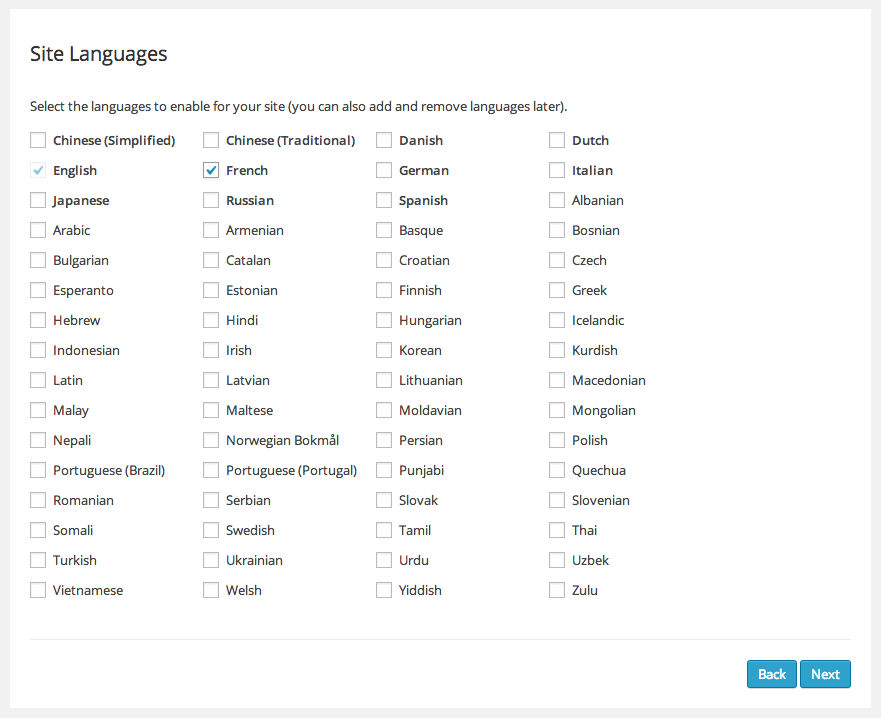 Site Languages
Select the languages to enable for your site (you can also add and remove languages later).
Chinese (Simplified) Chinese (Traditional) Danish Dutch
English French German Italian
Japanese Russian Spanish Albanian
Arabic Armenian Basque Bosnian
Bulgarian Catalan Croatian Czech
Esperanto Estonian Finnish Greek
Hebrew Hindi Hungarian Icelandic
Indonesian Irish Korean Kurdish
Latin Latvian Lithuanian Macedonian
Malay Maltese Moldavian Mongolian
Nepali Norwegian Bokmål Persian Polish
Portuguese (Brazil) Portuguese (Portugal) Punjabi Quechua
Romanian Serbian Slovak Slovenian
Somali Swedish Tamil Thai
Turkish Ukrainian Urdu Uzbek
Vietnamese Welsh Yiddish Zulu
Back Next